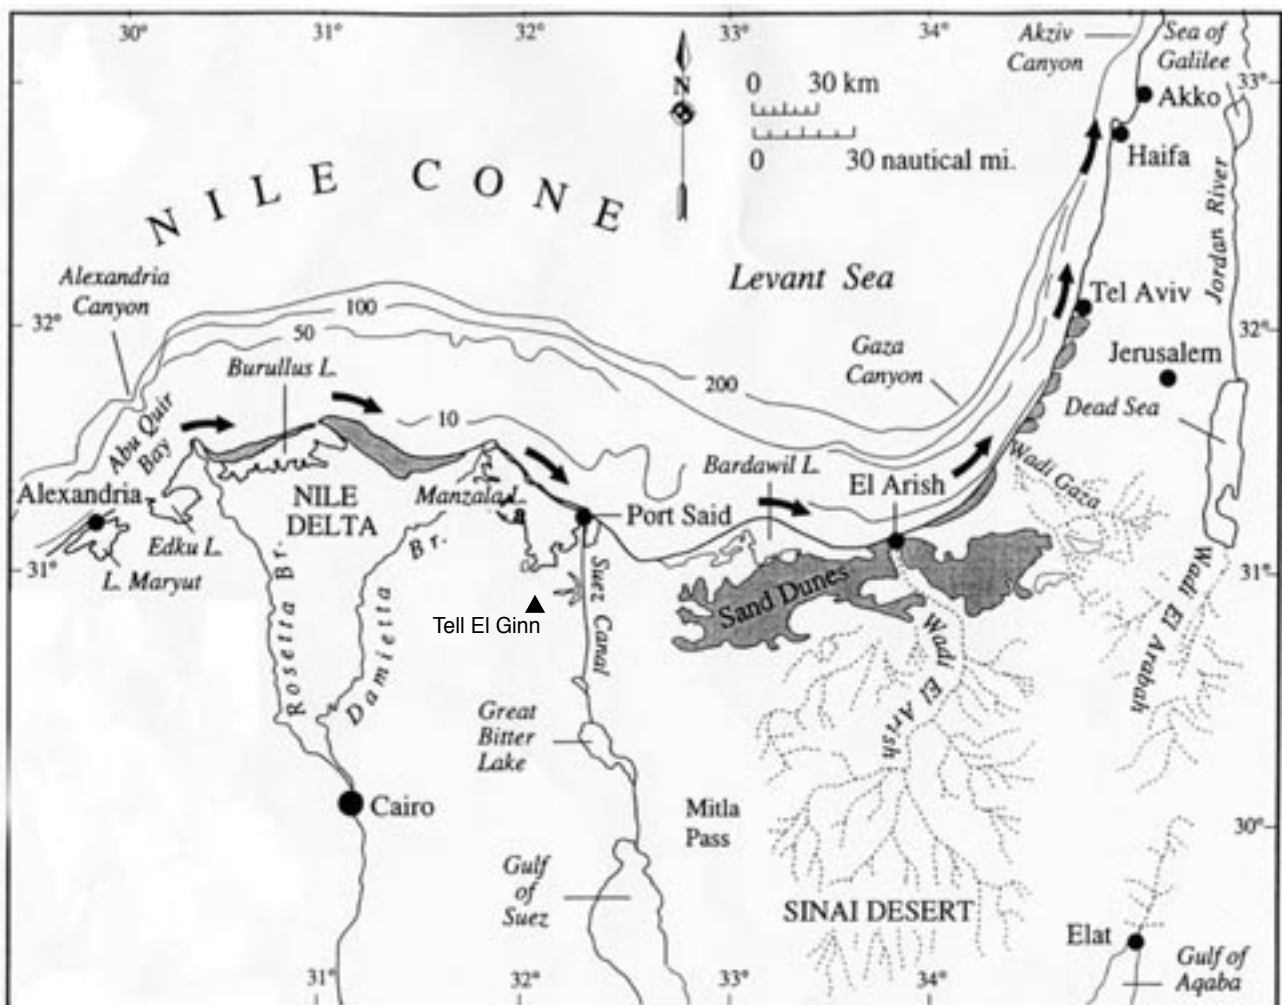 30°
31°
32°
33°
34°
Akziv
Canyon
Sea of
Galilee
33°
N
0 30 km
0 30 nautical mi.
Akko
Haifa
Jordan River
NILE CONE
Levant Sea
Alexandria
Canyon
100
50
32°
Burullus L.
200
Gaza
Canyon
Tel Aviv
32°
Jerusalem
Dead Sea
Abu Quir
Bay
10
Bardawil L.
El Arish
Wadi Gaza
Alexandria
NILE
DELTA
Manzala L.
Port Said
Edku L.
L. Maryut
31°
31°
Rosetta Br.
Damietta Br.
Tell El Ginn
Suez Canal
Sand Dunes
Wadi El Arish
Wadi El Arabah
Great
Bitter
Lake
Cairo
Mitla
Pass
30°
Gulf
of
Suez
SINAI DESERT
Elat
Gulf of
Aqaba
31°
32°
33°
34°